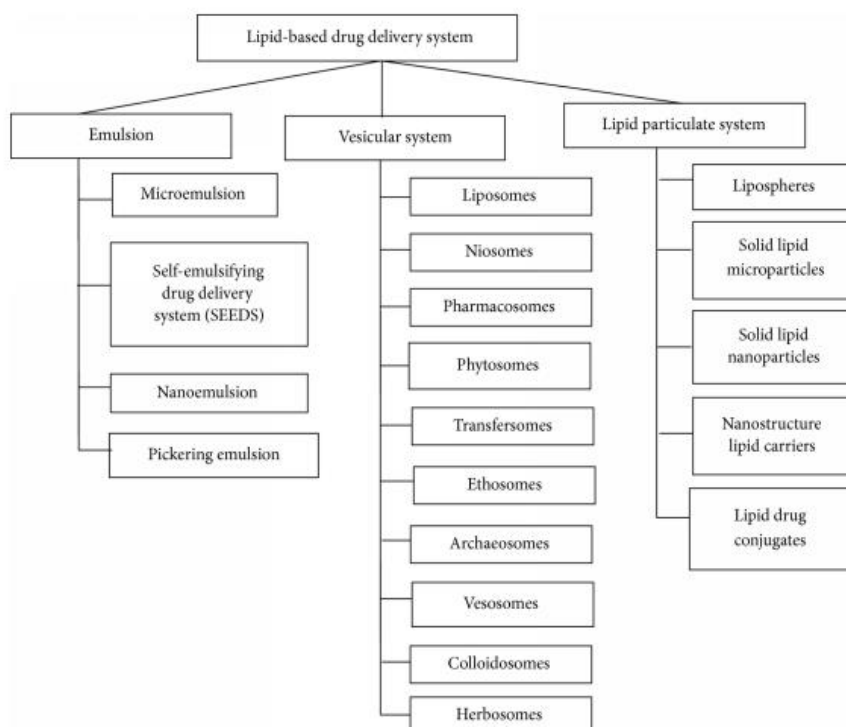 Lipid-based drug delivery system
Emulsion
Microemulsion
Self-emulsifying
drug delivery
system (SEEDS)
Nanoemulsion
Pickering emulsion
Vesicular system
Liposomes
Niosomes
Pharmacosomes
Phytosomes
Transfersomes
Ethosomes
Archaeosomes
Vesosomes
Colloidosomes
Herbosomes
Lipid particulate system
Lipospheres
Solid lipid
microparticles
Solid lipid
nanoparticles
Nanostructure
lipid carriers
Lipid drug
conjugates